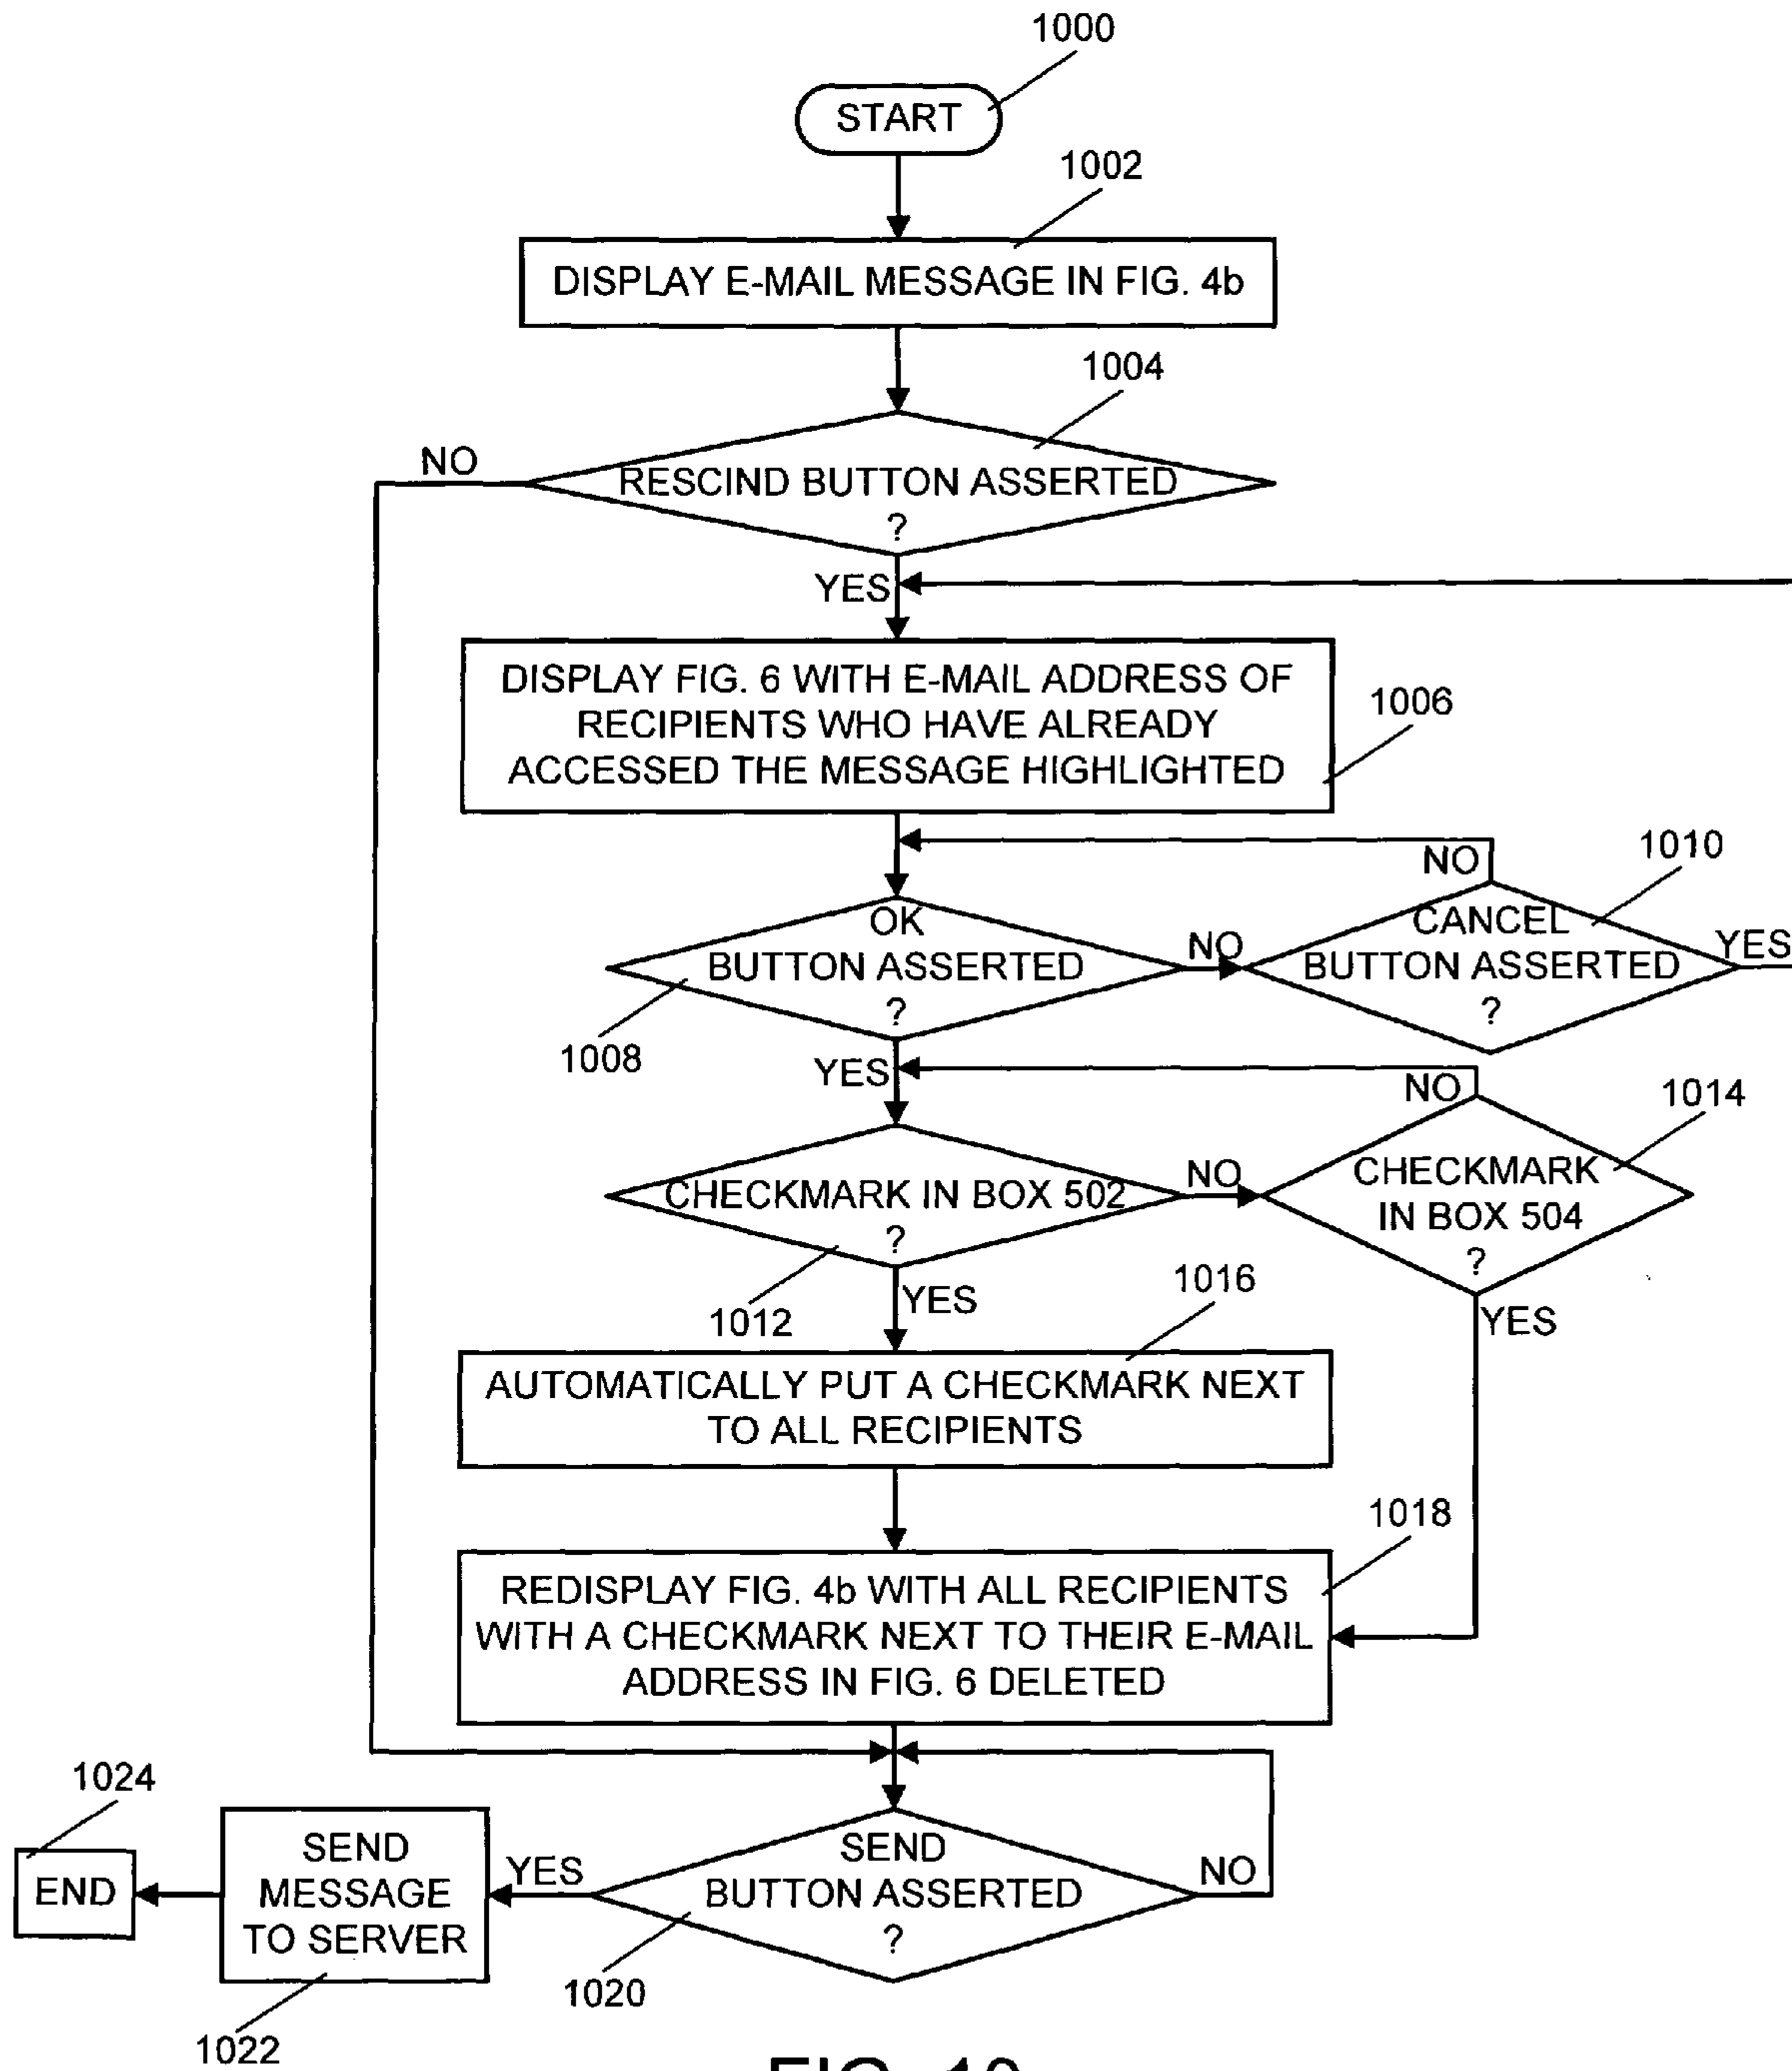 1000
START
1002
DISPLAY E-MAIL MESSAGE IN FIG. 4b
1004
NO
RESCIND BUTTON ASSERTED
?
YES
DISPLAY FIG. 6 WITH E-MAIL ADDRESS OF
RECIPIENTS WHO HAVE ALREADY
ACCESSED THE MESSAGE HIGHLIGHTED
1006
1010
NO
OK
BUTTON ASSERTED
?
NO
CANCEL
BUTTON ASSERTED
?
YES
1008
YES
NO
1014
CHECKMARK IN BOX 502
?
NO
CHECKMARK
IN BOX 504
?
1012
YES
1016
YES
AUTOMATICALLY PUT A CHECKMARK NEXT
TO ALL RECIPIENTS
1018
REDISPLAY FIG. 4b WITH ALL RECIPIENTS
WITH A CHECKMARK NEXT TO THEIR E-MAIL
ADDRESS IN FIG. 6 DELETED
1024
END
SEND
MESSAGE
TO SERVER
YES
SEND
BUTTON ASSERTED
?
NO
1020
1022
FIG. 10